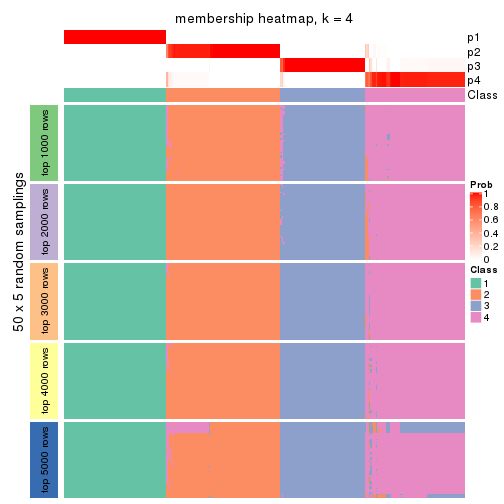 membership heatmap, k = 4
p1
p2
p3
p4
Class
50 x 5 random samplings
top 1000 rows
top 2000 rows
top 3000 rows
top 4000 rows
top 5000 rows
Prob
1
0.8
0.6
0.4
0.2
0
Class
1
2
3
4